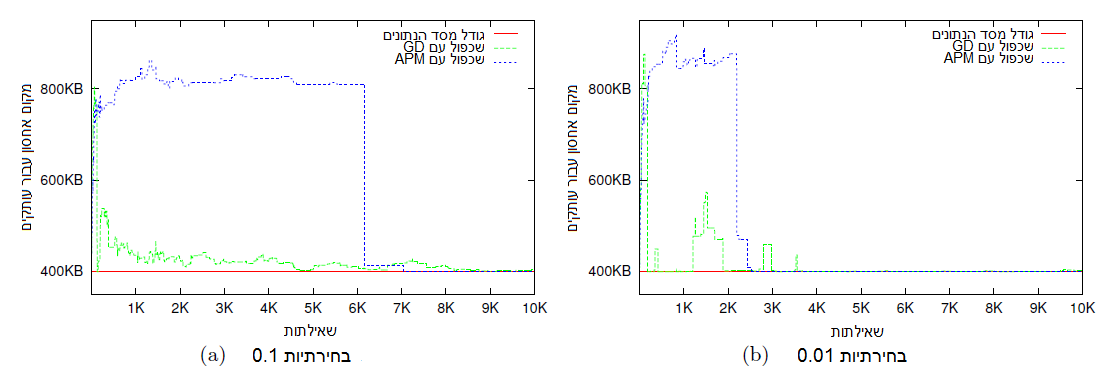 גודל מסד הנתונים
שכפול עם GD
שכפול עם APM
מקום אחסון עבור עותקים
800KB
600KB
400KB
1K 2K 3K 4K 5K 6K 7K 8K 9K 10K
שאילתות
(a) בחירתיות 0.1
גודל מסד הנתונים
שכפול עם GD
שכפול עם APM
מקום אחסון עבור עותקים
800KB
600KB
400KB
1K 2K 3K 4K 5K 6K 7K 8K 9K 10K
שאילתות
(b) בחירתיות 0.01